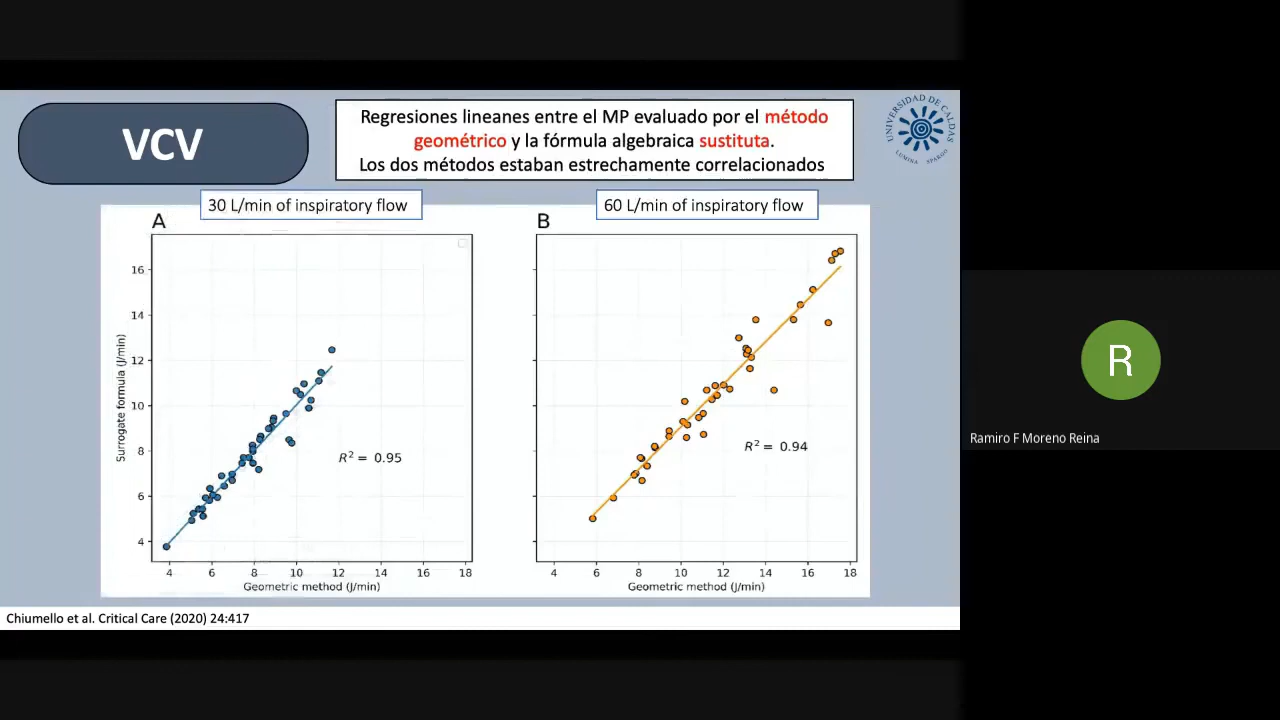 VCV
Regresiones lineanes entre el MP evaluado por el método
geométrico y la fórmula algebraica sustituta.
Los dos métodos estaban estrechamente correlacionados
UNIVERSIDAD DE CALDAS
LUMINA SPARGO
30 L/min of inspiratory flow
60 L/min of inspiratory flow
A
B
Surrogate formula (J/min)
16
14
12
10
8
6
4
R² = 0.95
4 6 8 10 12 14 16 18
Geometric method (J/min)
R² = 0.94
4 6 8 10 12 14 16 18
Geometric method (J/min)
Chiumello et al. Critical Care (2020) 24:417
R
Ramiro F Moreno Reina